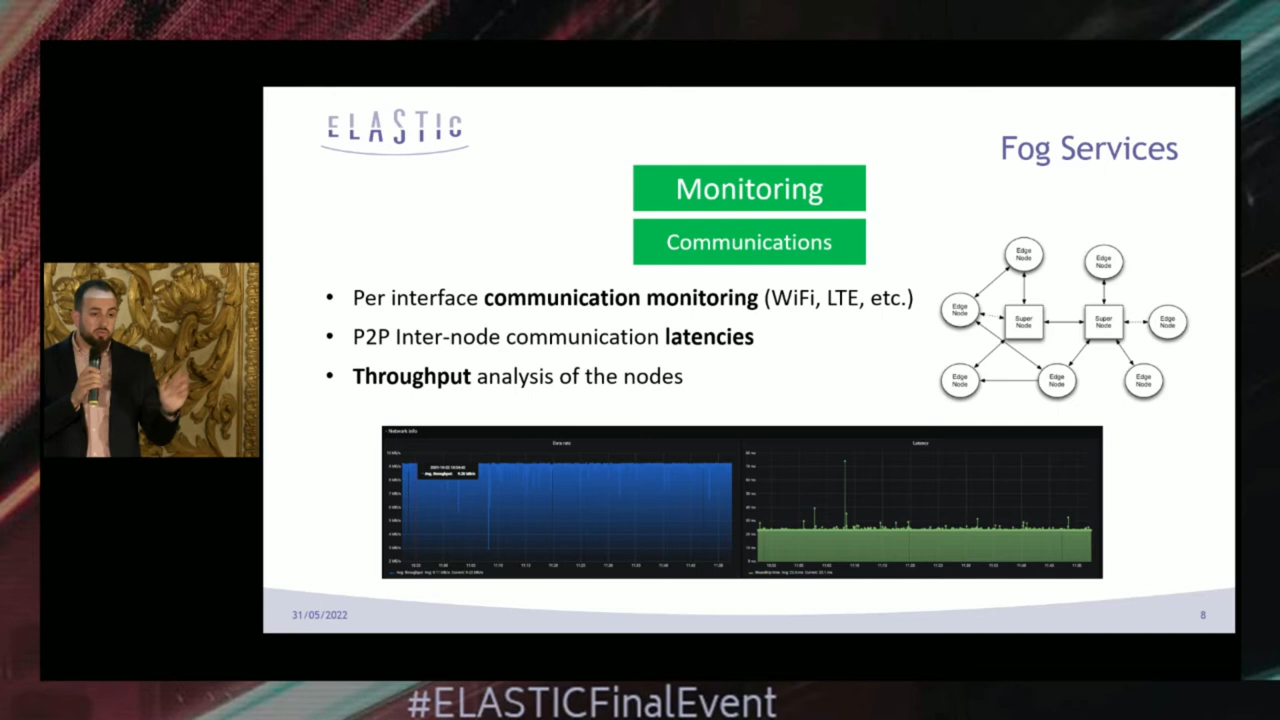 ELASTIC
Fog Services
Monitoring
Communications
• Per interface communication monitoring (WiFi, LTE, etc.)
• P2P Inter-node communication latencies
• Throughput analysis of the nodes
Edge Node
Edge Node
Edge Node
Super Node
Super Node
Edge Node
Edge Node
Edge Node
Edge Node
Network Info
Data rate
Latency
31/05/2022
8
#ELASTICFinalEvent